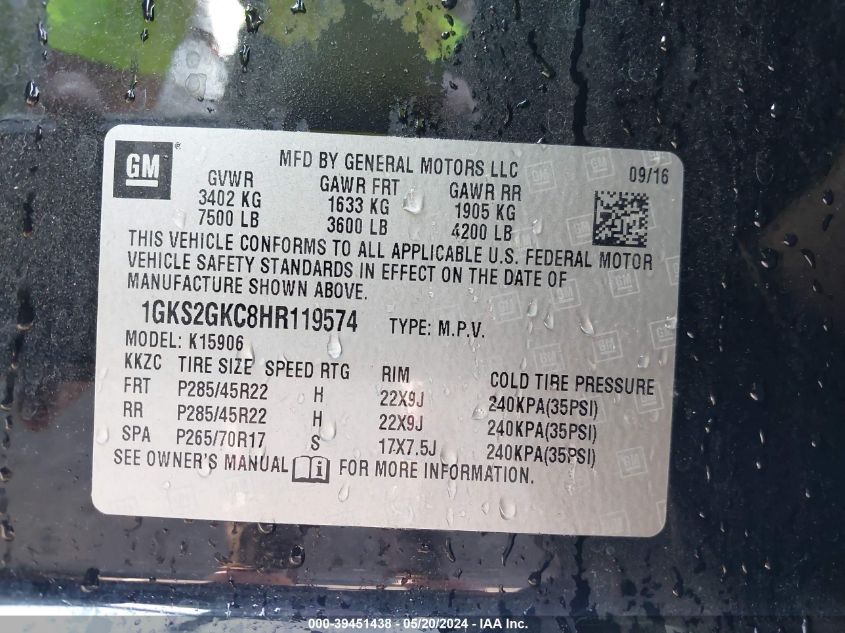 GM ®
MFD BY GENERAL MOTORS LLC
09/16
GVWR GAWR FRT GAWR RR
3402 KG 1633 KG 1905 KG
7500 LB 3600 LB 4200 LB
THIS VEHICLE CONFORMS TO ALL APPLICABLE U.S. FEDERAL MOTOR
VEHICLE SAFETY STANDARDS IN EFFECT ON THE DATE OF
MANUFACTURE SHOWN ABOVE.
1GKS2GKC8HR119574 TYPE: M.P.V.
MODEL: K15906
KKZC TIRE SIZE SPEED RTG RIM COLD TIRE PRESSURE
FRT P285/45R22 H 22X9J 240KPA(35PSI)
RR P285/45R22 H 22X9J 240KPA(35PSI)
SPA P265/70R17 S 17X7.5J 240KPA(35PSI)
SEE OWNER'S MANUAL i FOR MORE INFORMATION.
000-39451438 - 05/20/2024 - IAA Inc.